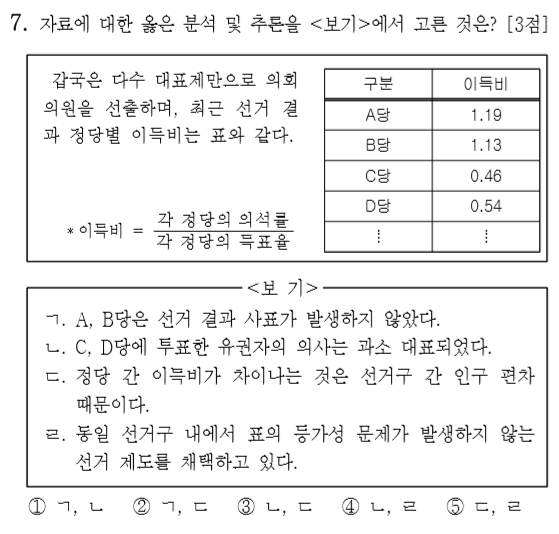 7. 자료에 대한 옳은 분석 및 추론을 <보기>에서 고른 것은? [3점]
갑국은 다수 대표제만으로 의회
의원을 선출하며, 최근 선거 결
과 정당별 이득비는 표와 같다.
* 이득비 = 각 정당의 의석률
각 정당의 득표율
구분 이득비
A당 1.19
B당 1.13
C당 0.46
D당 0.54
⋮ ⋮
<보 기>
ㄱ. A, B당은 선거 결과 사표가 발생하지 않았다.
ㄴ. C, D당에 투표한 유권자의 의사는 과소 대표되었다.
ㄷ. 정당 간 이득비가 차이나는 것은 선거구 간 인구 편차
때문이다.
ㄹ. 동일 선거구 내에서 표의 등가성 문제가 발생하지 않는
선거 제도를 채택하고 있다.
① ㄱ, ㄴ ② ㄱ, ㄷ ③ ㄴ, ㄷ ④ ㄴ, ㄹ ⑤ ㄷ, ㄹ